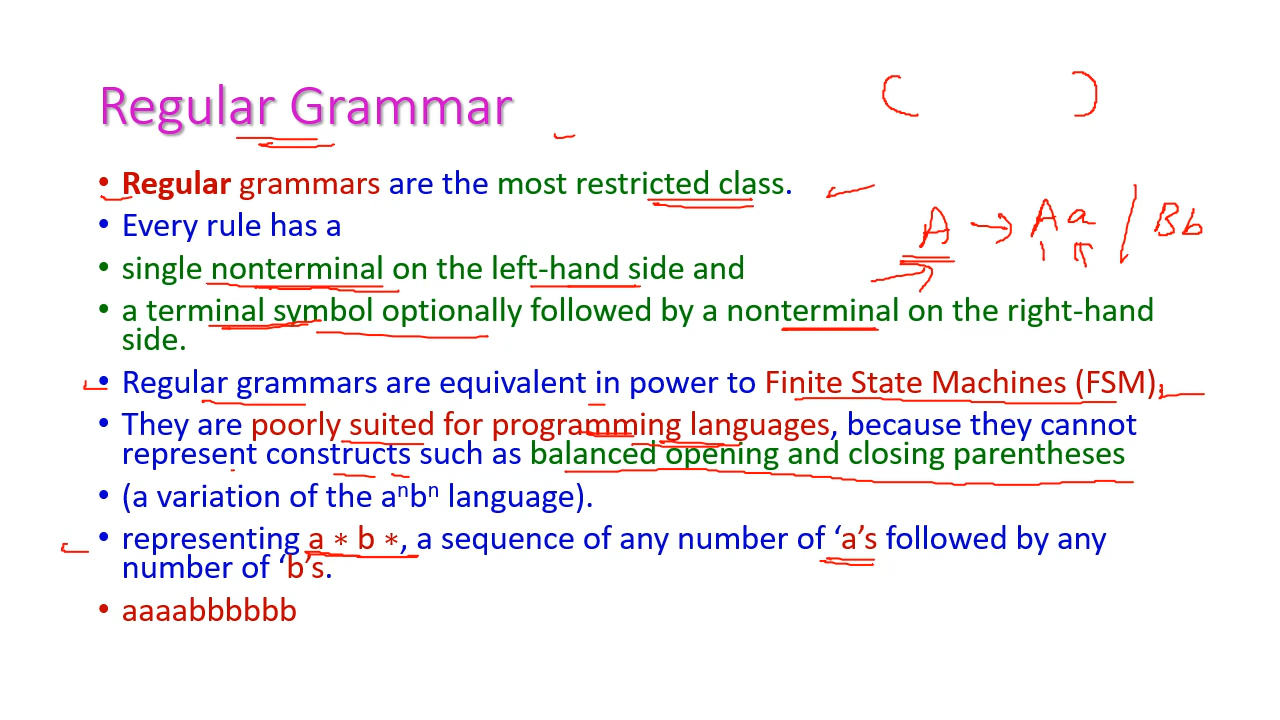 Regular Grammar
( )
• Regular grammars are the most restricted class.
A → A a / B b
• Every rule has a
• single nonterminal on the left-hand side and
• a terminal symbol optionally followed by a nonterminal on the right-hand
side.
• Regular grammars are equivalent in power to Finite State Machines (FSM).
• They are poorly suited for programming languages, because they cannot
represent constructs such as balanced opening and closing parentheses
• (a variation of the aⁿbⁿ language).
• representing a ∗ b ∗, a sequence of any number of ‘a’s followed by any
number of ‘b’s.
• aaaabbbbbb